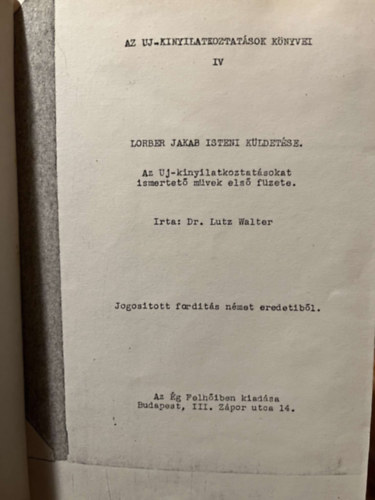 AZ UJ-KINYILATKOZTATÁSOK KÖNYVEI
IV
LORBER JAKAB ISTENI KÜLDETÉSE.
Az Uj-kinyilatkoztatásokat
ismertető müvek első füzete.
Irta: Dr. Lutz Walter
Jogositott forditás német eredetiből.
Az Ég Felhőiben kiadása
Budapest, III. Zápor utca 14.